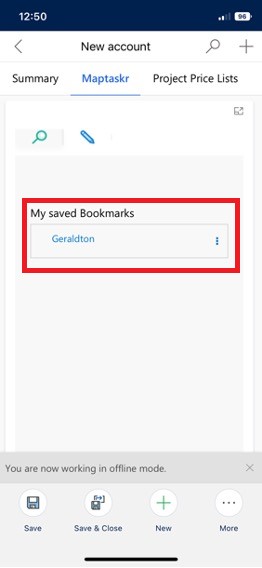 12:50
96
New account
Summary
Maptaskr
Project Price Lists
My saved Bookmarks
Geraldton
You are now working in offline mode.
Save
Save & Close
New
More